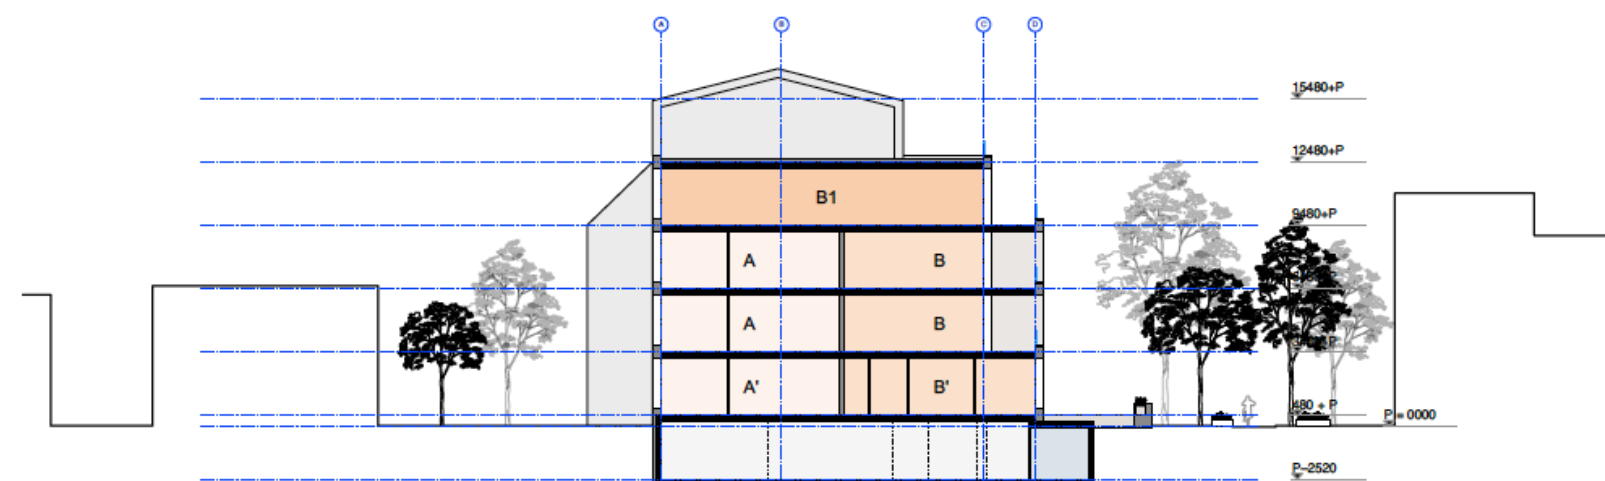 A B C D
15480+P
12480+P
B1
9480+P
A B
A B
A' B'
480 + P
P = 0000
P-2520